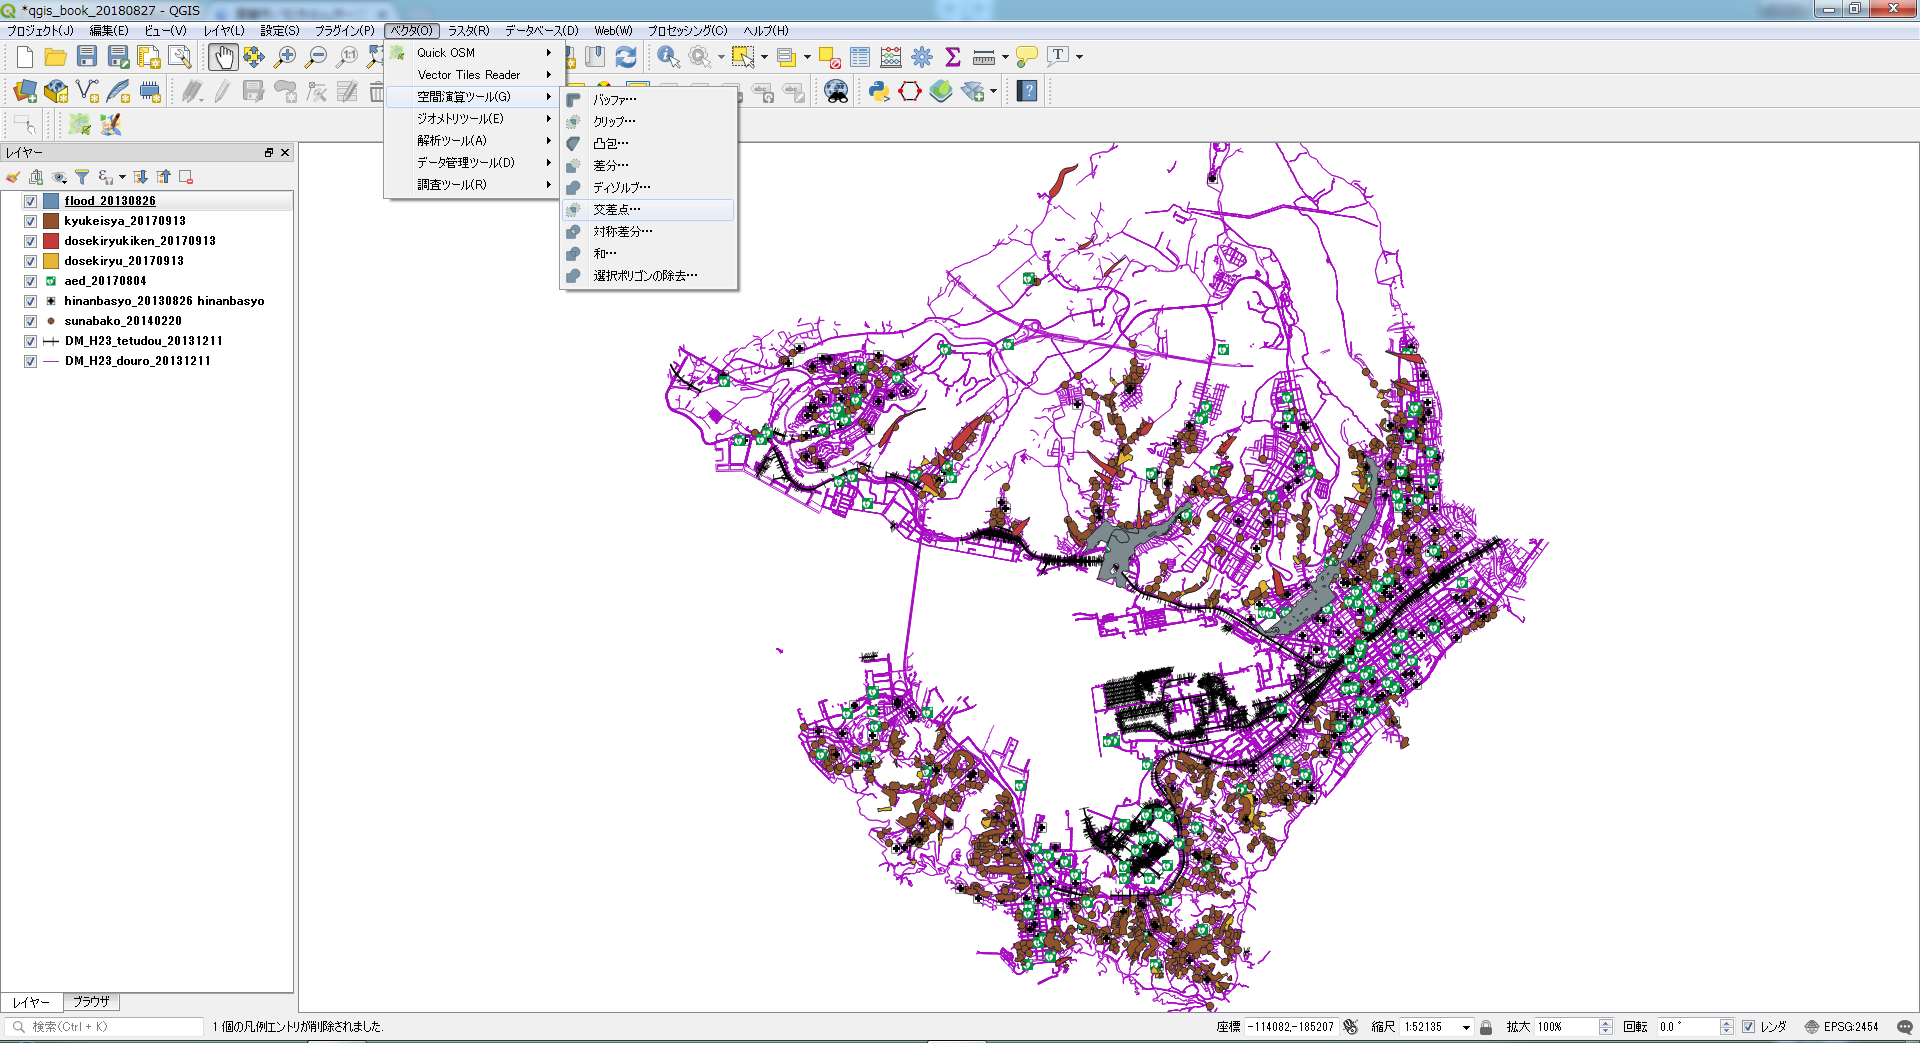 *qgis_book_20180827 - QGIS
プロジェクト(J) 編集(E) ビュー(V) レイヤ(L) 設定(S) プラグイン(P) ベクタ(O) ラスタ(R) データベース(D) Web(W) プロセッシング(C) ヘルプ(H)
Quick OSM
Vector Tiles Reader
空間演算ツール(G)
ジオメトリツール(E)
解析ツール(A)
データ管理ツール(D)
調査ツール(R)
バッファ…
クリップ…
凸包…
差分…
ディゾルブ…
交差点…
対称差分…
和…
選択ポリゴンの除去…
レイヤー
flood_20130826
kyukeisya_20170913
dosekiryukiken_20170913
dosekiryu_20170913
aed_20170804
hinanbasyo_20130826 hinanbasyo
sunabako_20140220
DM_H23_tetudou_20131211
DM_H23_douro_20131211
レイヤー ブラウザ
検索(Ctrl + K) 1 個の凡例エントリが削除されました. 座標 -114082,-185207 縮尺 1:52135 拡大 100% 回転 0.0 ° レンダ EPSG:2454